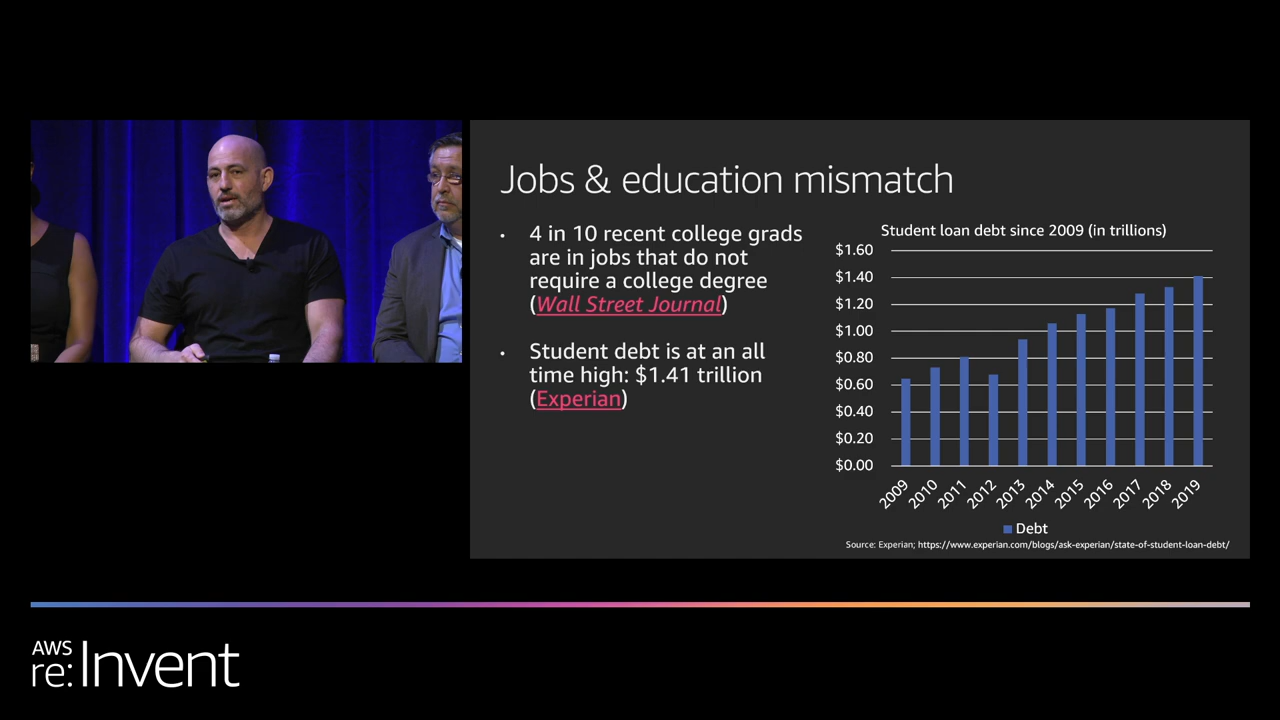 Jobs & education mismatch
• 4 in 10 recent college grads
are in jobs that do not
require a college degree
(Wall Street Journal)
• Student debt is at an all
time high: $1.41 trillion
(Experian)
Student loan debt since 2009 (in trillions)
$1.60
$1.40
$1.20
$1.00
$0.80
$0.60
$0.40
$0.20
$0.00
2009 2010 2011 2012 2013 2014 2015 2016 2017 2018 2019
Debt
Source: Experian; https://www.experian.com/blogs/ask-experian/state-of-student-loan-debt/
AWS
re:Invent